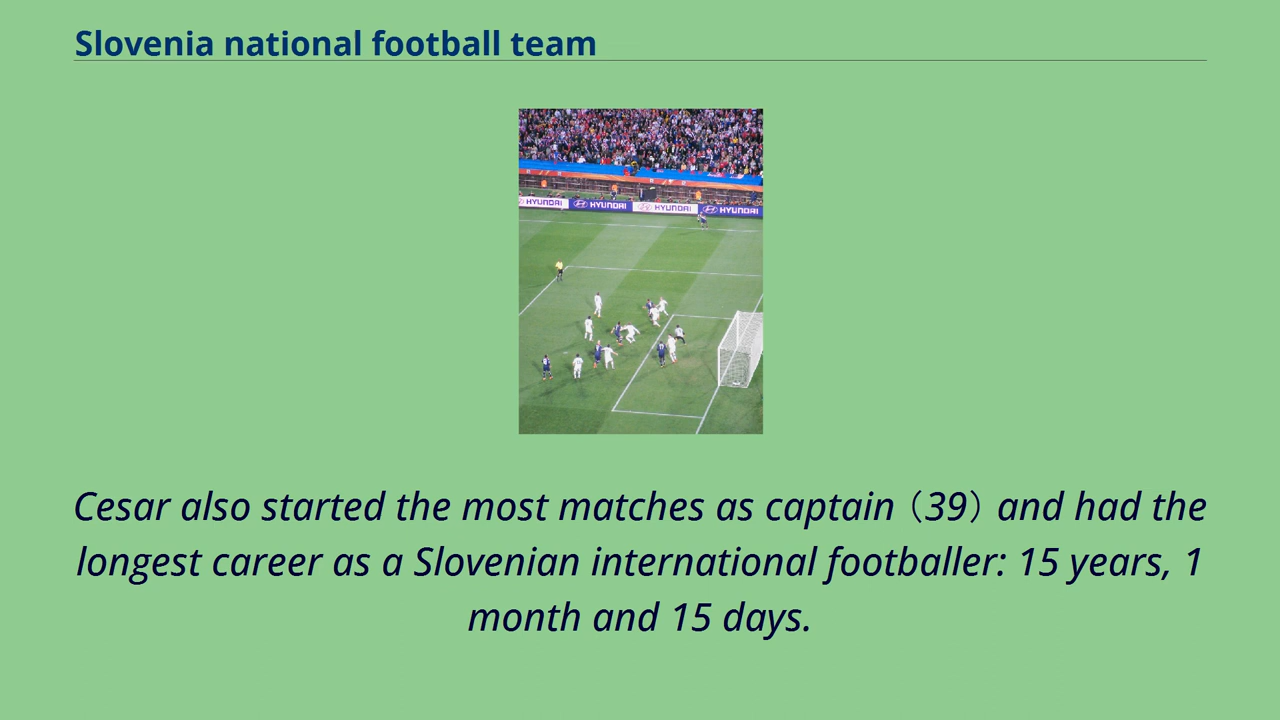 Slovenia national football team
HYUNDAI HYUNDAI HYUNDAI HYUNDAI
Cesar also started the most matches as captain (39) and had the
longest career as a Slovenian international footballer: 15 years, 1
month and 15 days.